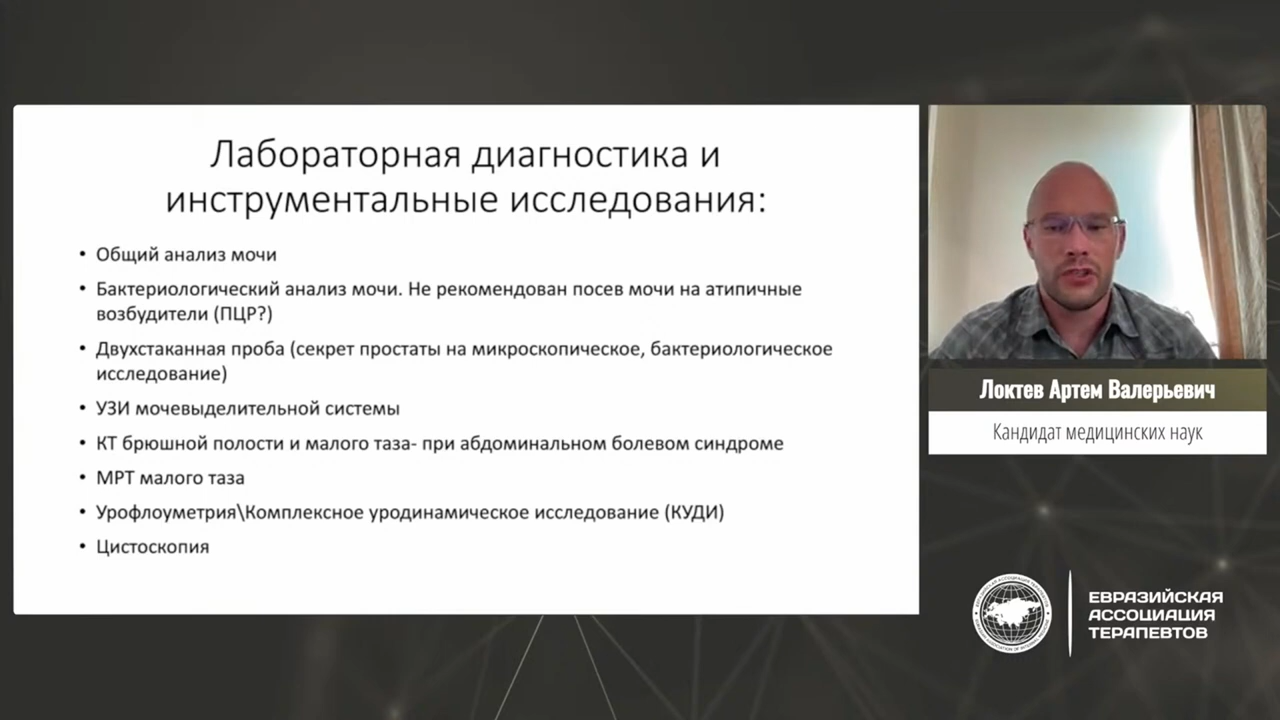 Лабораторная диагностика и
инструментальные исследования:
• Общий анализ мочи
• Бактериологический анализ мочи. Не рекомендован посев мочи на атипичные
возбудители (ПЦР?)
• Двухстаканная проба (секрет простаты на микроскопическое, бактериологическое
исследование)
• УЗИ мочевыделительной системы
• КТ брюшной полости и малого таза- при абдоминальном болевом синдроме
• МРТ малого таза
• Урофлоуметрия\Комплексное уродинамическое исследование (КУДИ)
• Цистоскопия
Локтев Артем Валерьевич
Кандидат медицинских наук
ЕВРАЗИЙСКАЯ
АССОЦИАЦИЯ
ТЕРАПЕВТОВ